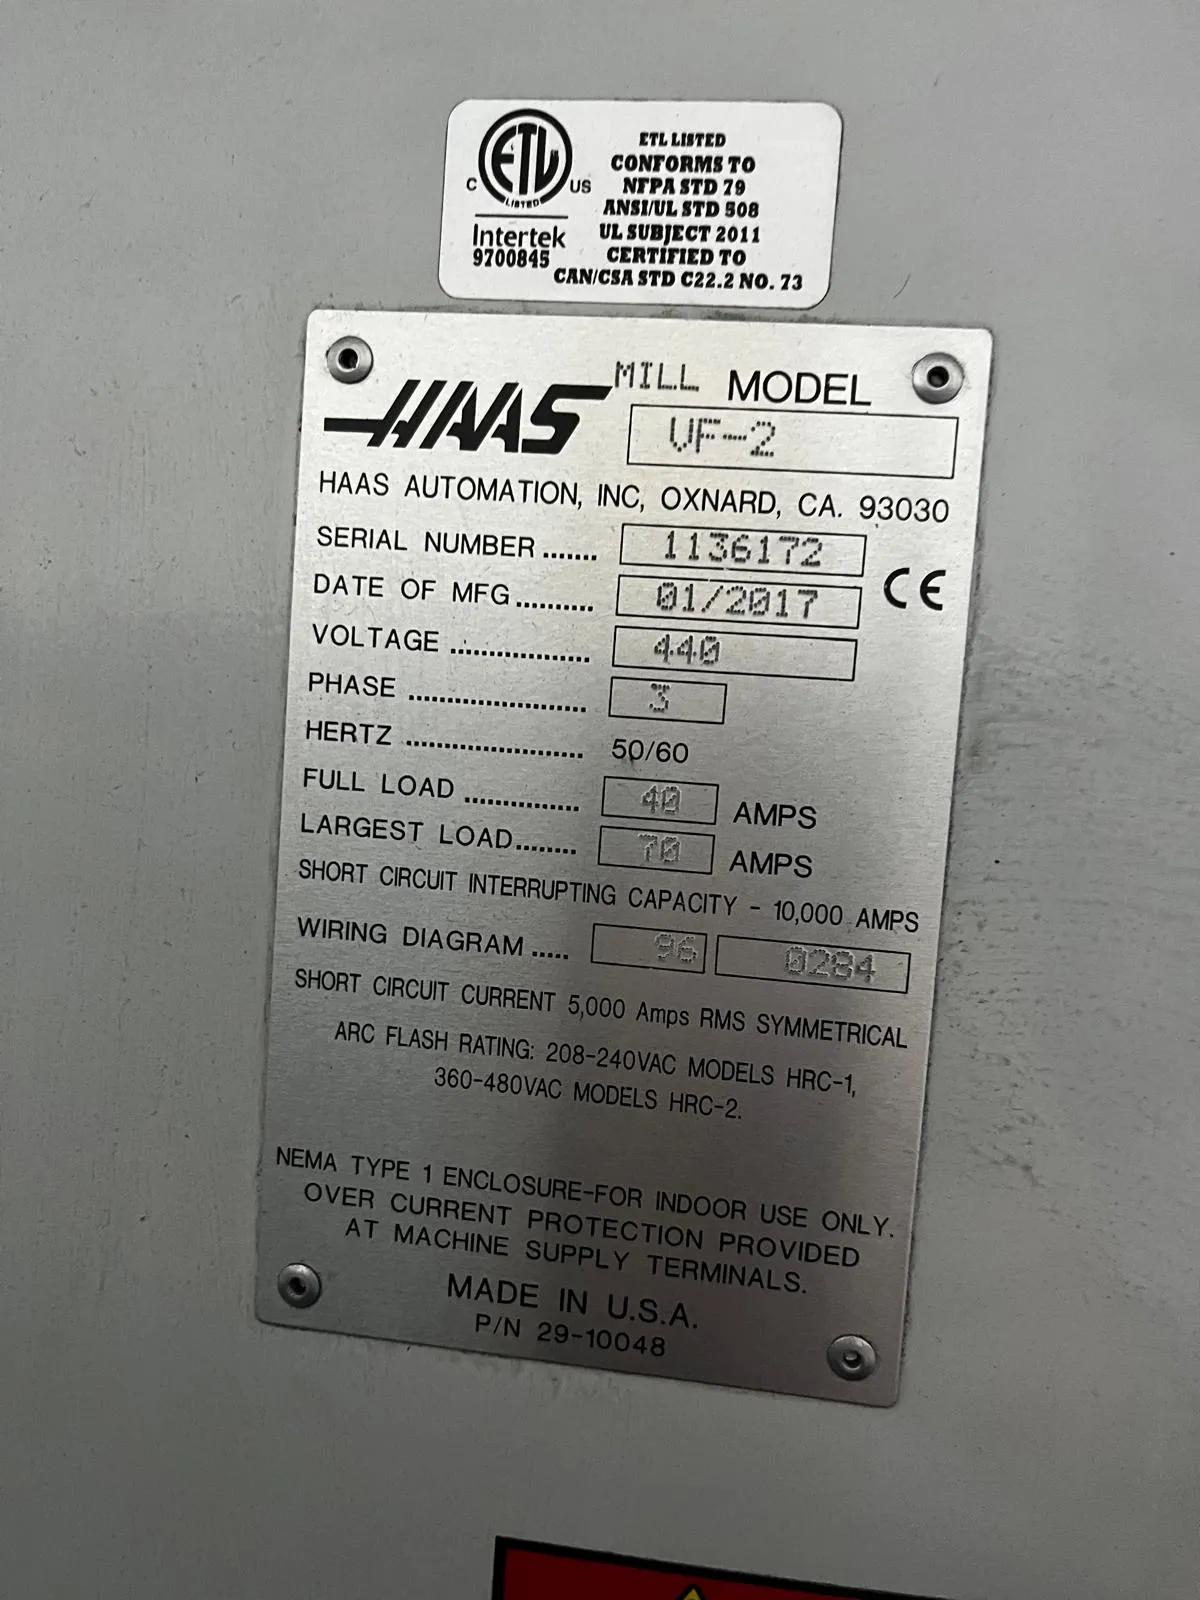 ETL LISTED
CONFORMS TO
NFPA STD 79
ANSI/UL STD 508
UL SUBJECT 2011
CERTIFIED TO
CAN/CSA STD C22.2 NO. 73
C ETL US
LISTED
Intertek
9700845
HAAS MILL MODEL
VF-2
HAAS AUTOMATION, INC, OXNARD, CA. 93030
SERIAL NUMBER ....... 1136172
CE
DATE OF MFG .......... 01/2017
VOLTAGE .................. 440
PHASE ....................... 3
HERTZ ....................... 50/60
FULL LOAD ............... 40 AMPS
LARGEST LOAD ........ 70 AMPS
SHORT CIRCUIT INTERRUPTING CAPACITY - 10,000 AMPS
WIRING DIAGRAM ..... 96 0284
SHORT CIRCUIT CURRENT 5,000 Amps RMS SYMMETRICAL
ARC FLASH RATING: 208-240VAC MODELS HRC-1,
360-480VAC MODELS HRC-2.
NEMA TYPE 1 ENCLOSURE-FOR INDOOR USE ONLY.
OVER CURRENT PROTECTION PROVIDED
AT MACHINE SUPPLY TERMINALS.
MADE IN U.S.A.
P/N 29-10048